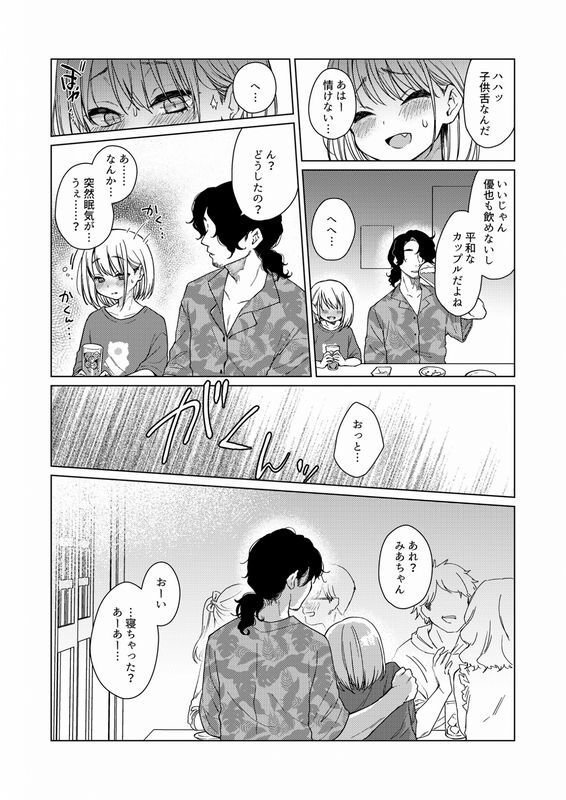 ハハッ
子供舌なんだ
あはー
情けない…
へ…
ぼゅ
いいじゃん
優也も飲めないし
平和な
カップルだよね
へへ…
ん？
どうしたの？
あ……
なんか…
突然眠気が…
うぇ……？
かく…
かくん…
おっと…
がくんッ
あれ？
みあちゃん
おーい
…寝ちゃった？
あーあー…